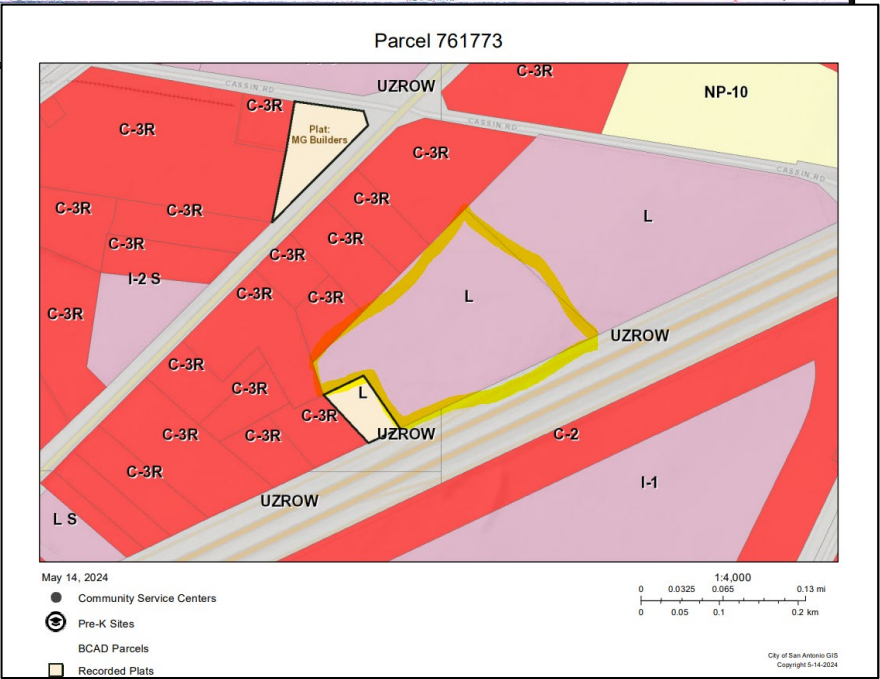 Parcel 761773
CASSIN RD
UZROW
C-3R
NP-10
C-3R
C-3R
Plat:
MG Builders
CASSIN RD
C-3R
CASSIN RD
C-3R
C-3R
C-3R
L
C-3R
C-3R
C-3R
I-2 S
C-3R
C-3R
L
C-3R
UZROW
C-3R
C-3R
L
C-3R
C-3R
C-3R
UZROW
C-2
C-3R
I-1
UZROW
L S
May 14, 2024
Community Service Centers
Pre-K Sites
BCAD Parcels
Recorded Plats
1:4,000
0 0.0325 0.065 0.13 mi
0 0.05 0.1 0.2 km
City of San Antonio GIS
Copyright 5-14-2024